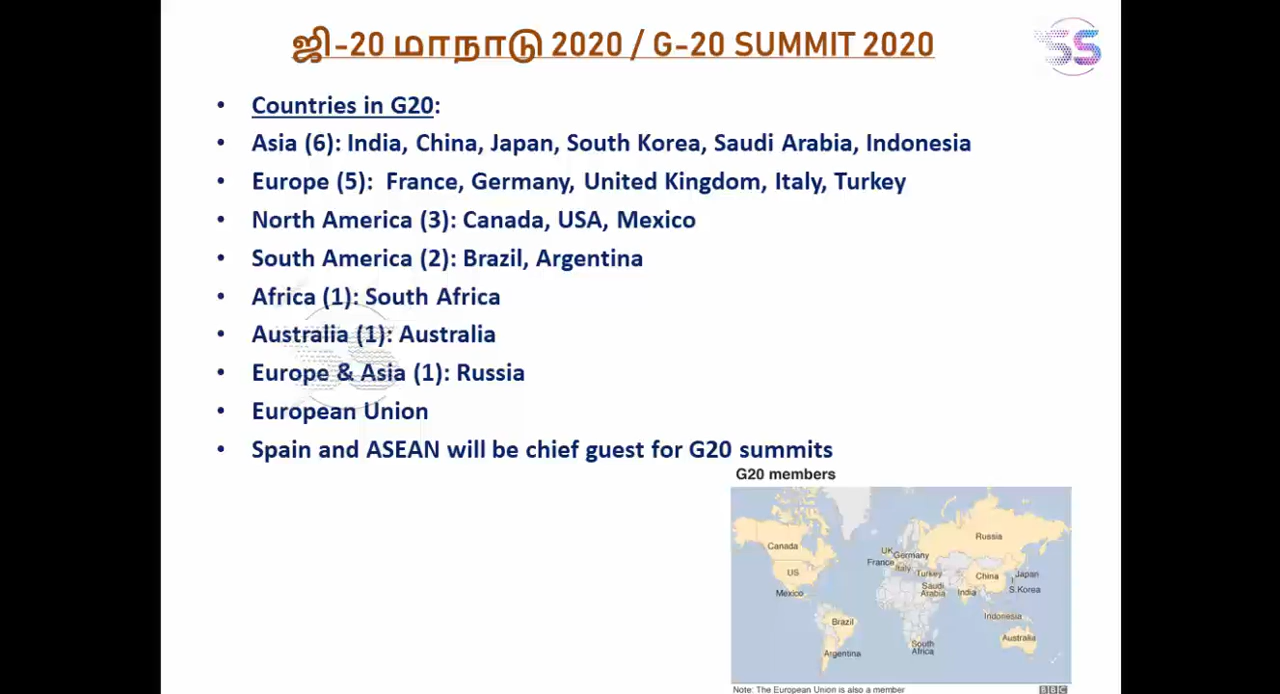 ஜி-20 மாநாடு 2020 / G-20 SUMMIT 2020
SS
• Countries in G20:
• Asia (6): India, China, Japan, South Korea, Saudi Arabia, Indonesia
• Europe (5): France, Germany, United Kingdom, Italy, Turkey
• North America (3): Canada, USA, Mexico
• South America (2): Brazil, Argentina
• Africa (1): South Africa
• Australia (1): Australia
• Europe & Asia (1): Russia
• European Union
• Spain and ASEAN will be chief guest for G20 summits
G20 members
Russia
Canada
UK
Germany
France
Italy
Turkey
US
China
Japan
Mexico
Saudi
Arabia
India
S.Korea
Brazil
Indonesia
Australia
South
Africa
Argentina
Note: The European Union is also a member
BBC